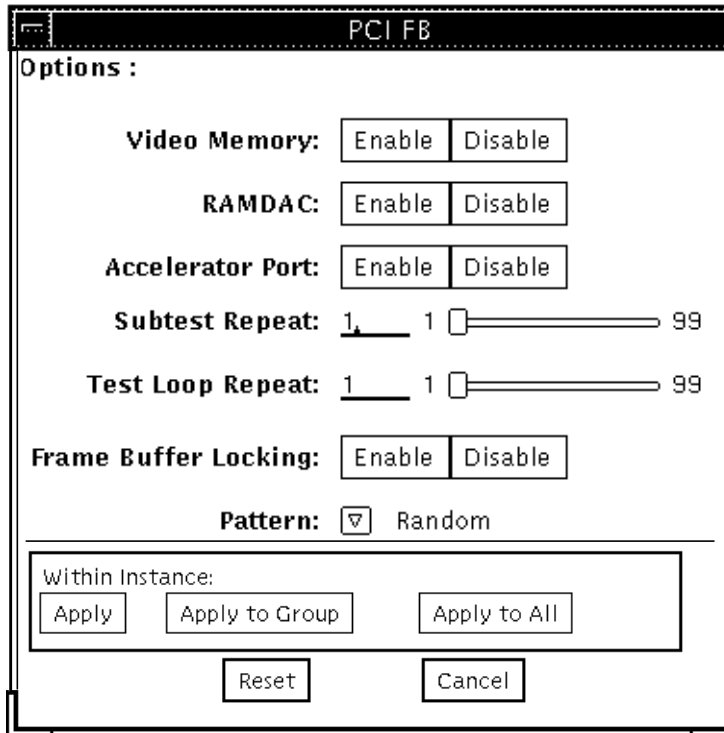 PCI FB
Options :
Video Memory: Enable Disable
RAMDAC: Enable Disable
Accelerator Port: Enable Disable
Subtest Repeat: 1 1 99
Test Loop Repeat: 1 1 99
Frame Buffer Locking: Enable Disable
Pattern: Random
Within Instance:
Apply Apply to Group Apply to All
Reset Cancel